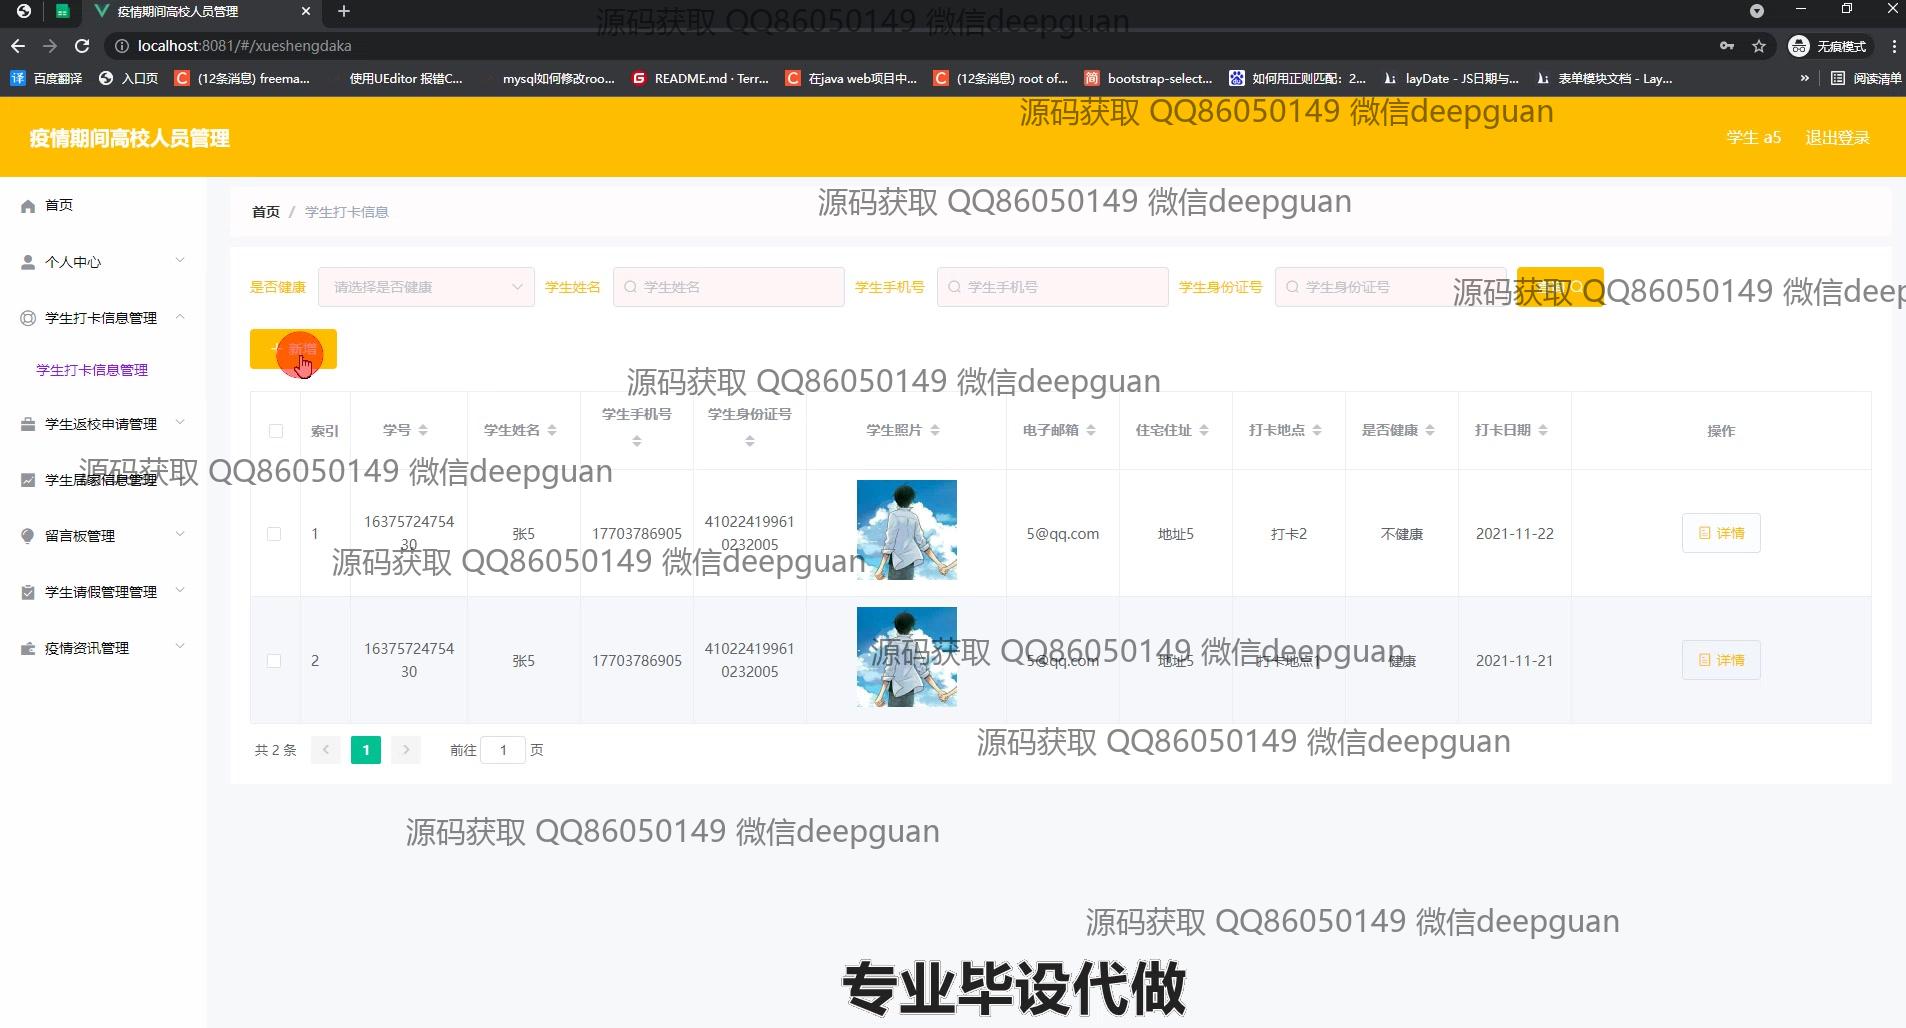 疫情期间高校人员管理
源码获取 QQ86050149 微信deepguan
localhost:8081/#/xueshengdaka
无痕模式
百度翻译 入口页 (12条消息) freema... 使用UEditor 报错C... mysql如何修改roo... README.md · Terr... 在java web项目中... (12条消息) root of... bootstrap-select... 如何用正则匹配：2... layDate - JS日期与... 表单模块文档 - Lay... » 阅读清单
源码获取 QQ86050149 微信deepguan
疫情期间高校人员管理
学生 a5 退出登录
首页
源码获取 QQ86050149 微信deepguan
首页 / 学生打卡信息
个人中心
是否健康 请选择是否健康 学生姓名 学生姓名 学生手机号 学生手机号 学生身份证号 学生身份证号
源码获取 QQ86050149 微信deep
学生打卡信息管理
+ 新增
学生打卡信息管理
源码获取 QQ86050149 微信deepguan
索引 学号 学生姓名 学生手机号 学生身份证号 学生照片 电子邮箱 住宅住址 打卡地点 是否健康 打卡日期 操作
学生返校申请管理
源码获取 QQ86050149 微信deepguan
学生居家信息管理
1 16375724754
30 张5 17703786905 41022419961
0232005 5@qq.com 地址5 打卡2 不健康 2021-11-22 详情
留言板管理
源码获取 QQ86050149 微信deepguan
学生请假管理管理
疫情资讯管理
2 16375724754
30 张5 17703786905 41022419961
0232005 5@qq.com 地址5 打卡地点1 健康 2021-11-21 详情
源码获取 QQ86050149 微信deepguan
共 2 条 1 前往 1 页
源码获取 QQ86050149 微信deepguan
源码获取 QQ86050149 微信deepguan
源码获取 QQ86050149 微信deepguan
专业毕设代做